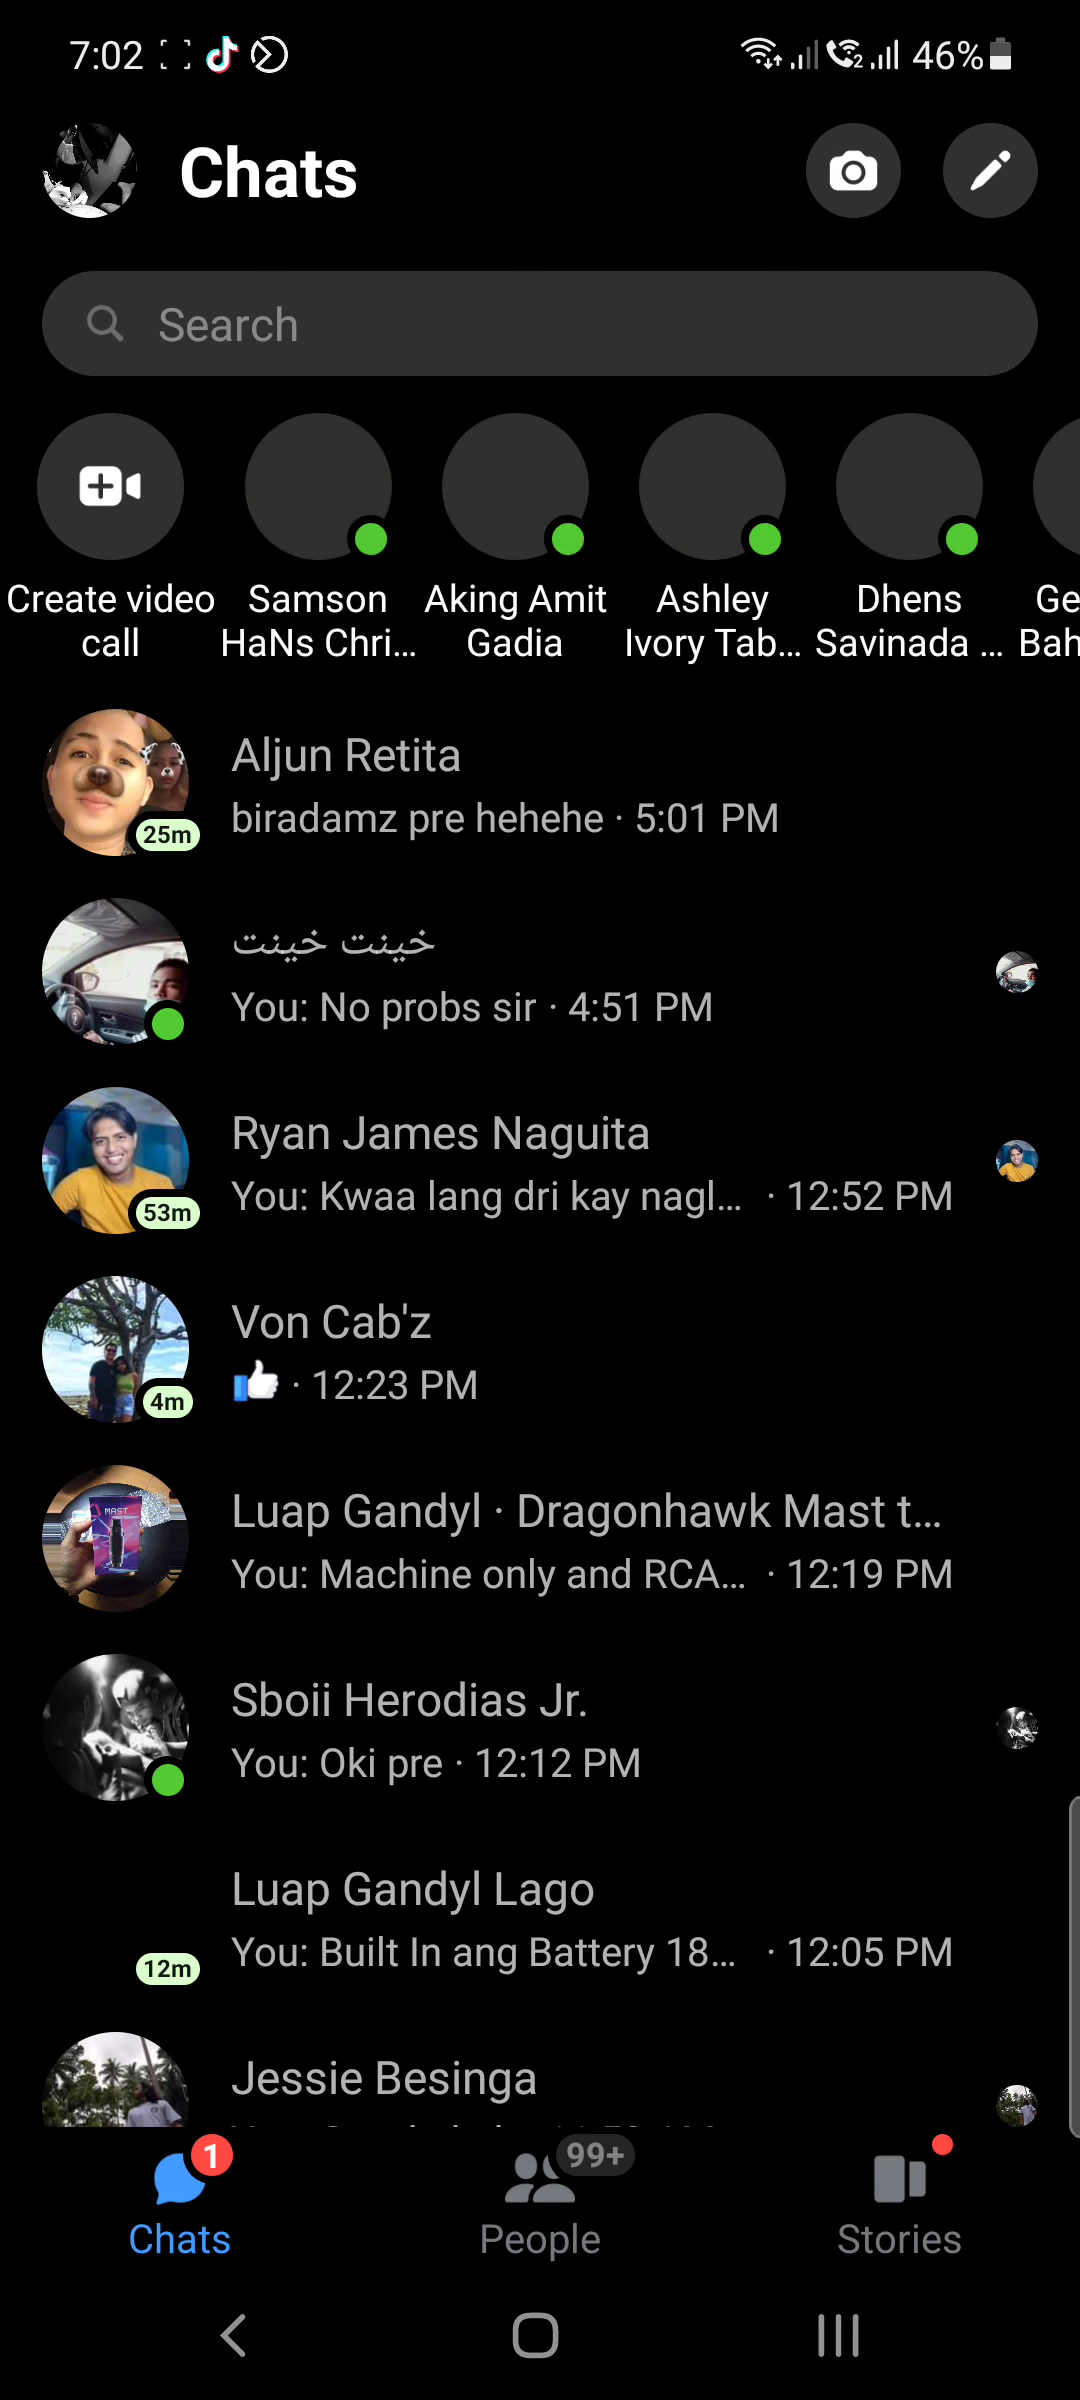 7:02
2
46%
Chats
Search
Create video
call
Samson
HaNs Chri...
Aking Amit
Gadia
Ashley
Ivory Tab...
Dhens
Savinada ...
Ge
Bah
Aljun Retita
biradamz pre hehehe · 5:01 PM
25m
خينت خينت
You: No probs sir · 4:51 PM
Ryan James Naguita
You: Kwaa lang dri kay nagl... · 12:52 PM
53m
Von Cab'z
👍 · 12:23 PM
4m
MAST
Luap Gandyl · Dragonhawk Mast t...
You: Machine only and RCA... · 12:19 PM
Sboii Herodias Jr.
You: Oki pre · 12:12 PM
Luap Gandyl Lago
You: Built In ang Battery 18... · 12:05 PM
12m
Jessie Besinga
1
99+
Chats
People
Stories